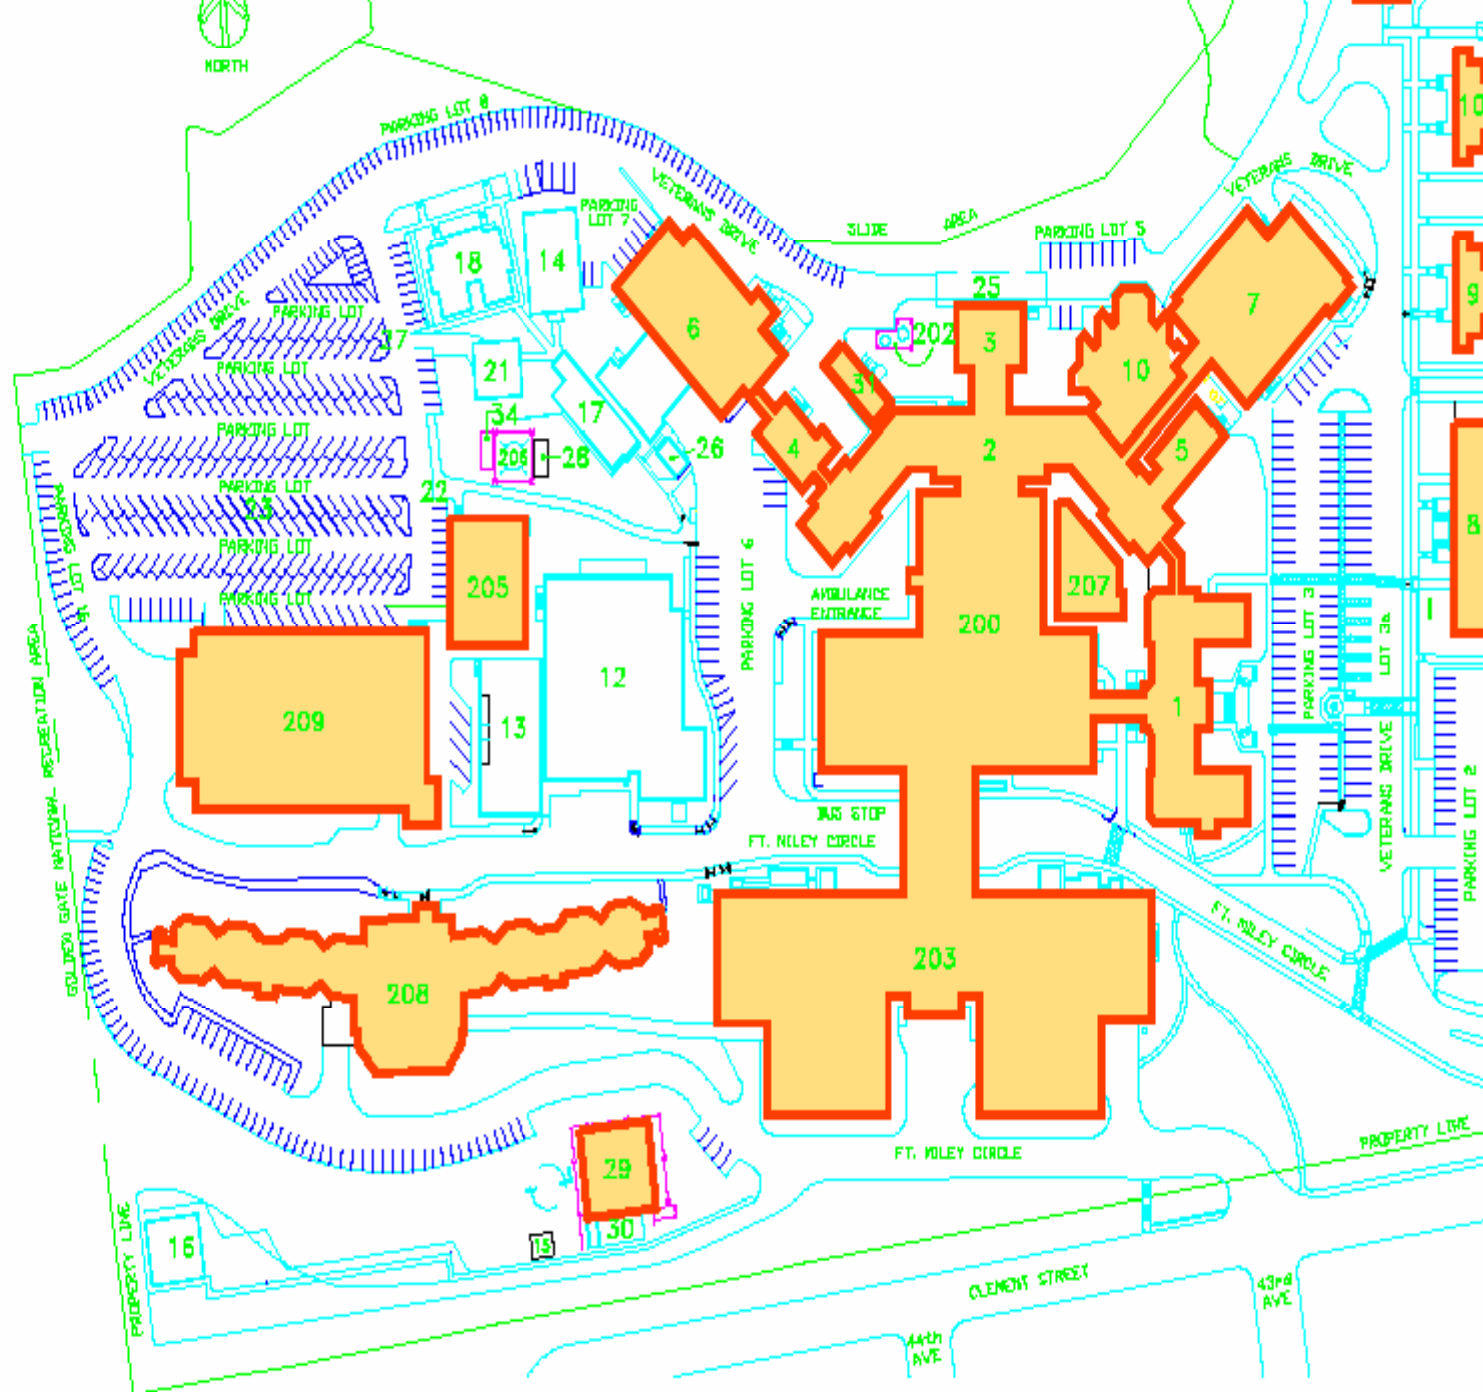 NORTH
PARKING LOT 8
VETERANS DRIVE
PARKING LOT 7
SLIDE AREA
PARKING LOT 5
VETERANS DRIVE
10
18
14
25
7
9
6
202
3
PARKING LOT
37
VETERANS DRIVE
PARKING LOT
21
31
10
17
34
4
2
5
PARKING LOT
206
28
26
22
PARKING LOT
23
8
PARKING LOT
205
PARKING LOT 6
AMBULANCE
ENTRANCE
207
PARKING LOT
200
PARKING LOT 3
LOT 3a
12
209
13
1
GOLDEN GATE NATIONAL RECREATION AREA
VETERANS DRIVE
PARKING LOT 2
BUS STOP
FT. MILEY CIRCLE
FT. MILEY CIRCLE
203
208
PROPERTY LINE
FT. MILEY CIRCLE
29
30
15
16
PROPERTY LINE
CLEMENT STREET
43rd
AVE
44th
AVE